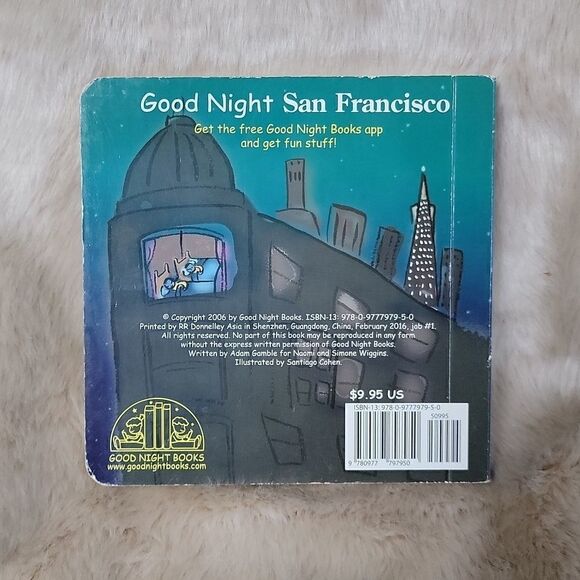 Good Night San Francisco
Get the free Good Night Books app
and get fun stuff!
© Copyright 2006 by Good Night Books. ISBN-13: 978-0-9777979-5-0
Printed by RR Donnelley Asia in Shenzhen, Guangdong, China, February 2016, job #1.
All rights reserved. No part of this book may be reproduced in any form
without the express written permission of Good Night Books.
Written by Adam Gamble for Naomi and Simone Wiggins.
Illustrated by Santiago Cohen.
$9.95 US
ISBN-13: 978-0-9777979-5-0
50995
9 780977 797950
GOOD NIGHT BOOKS
www.goodnightbooks.com